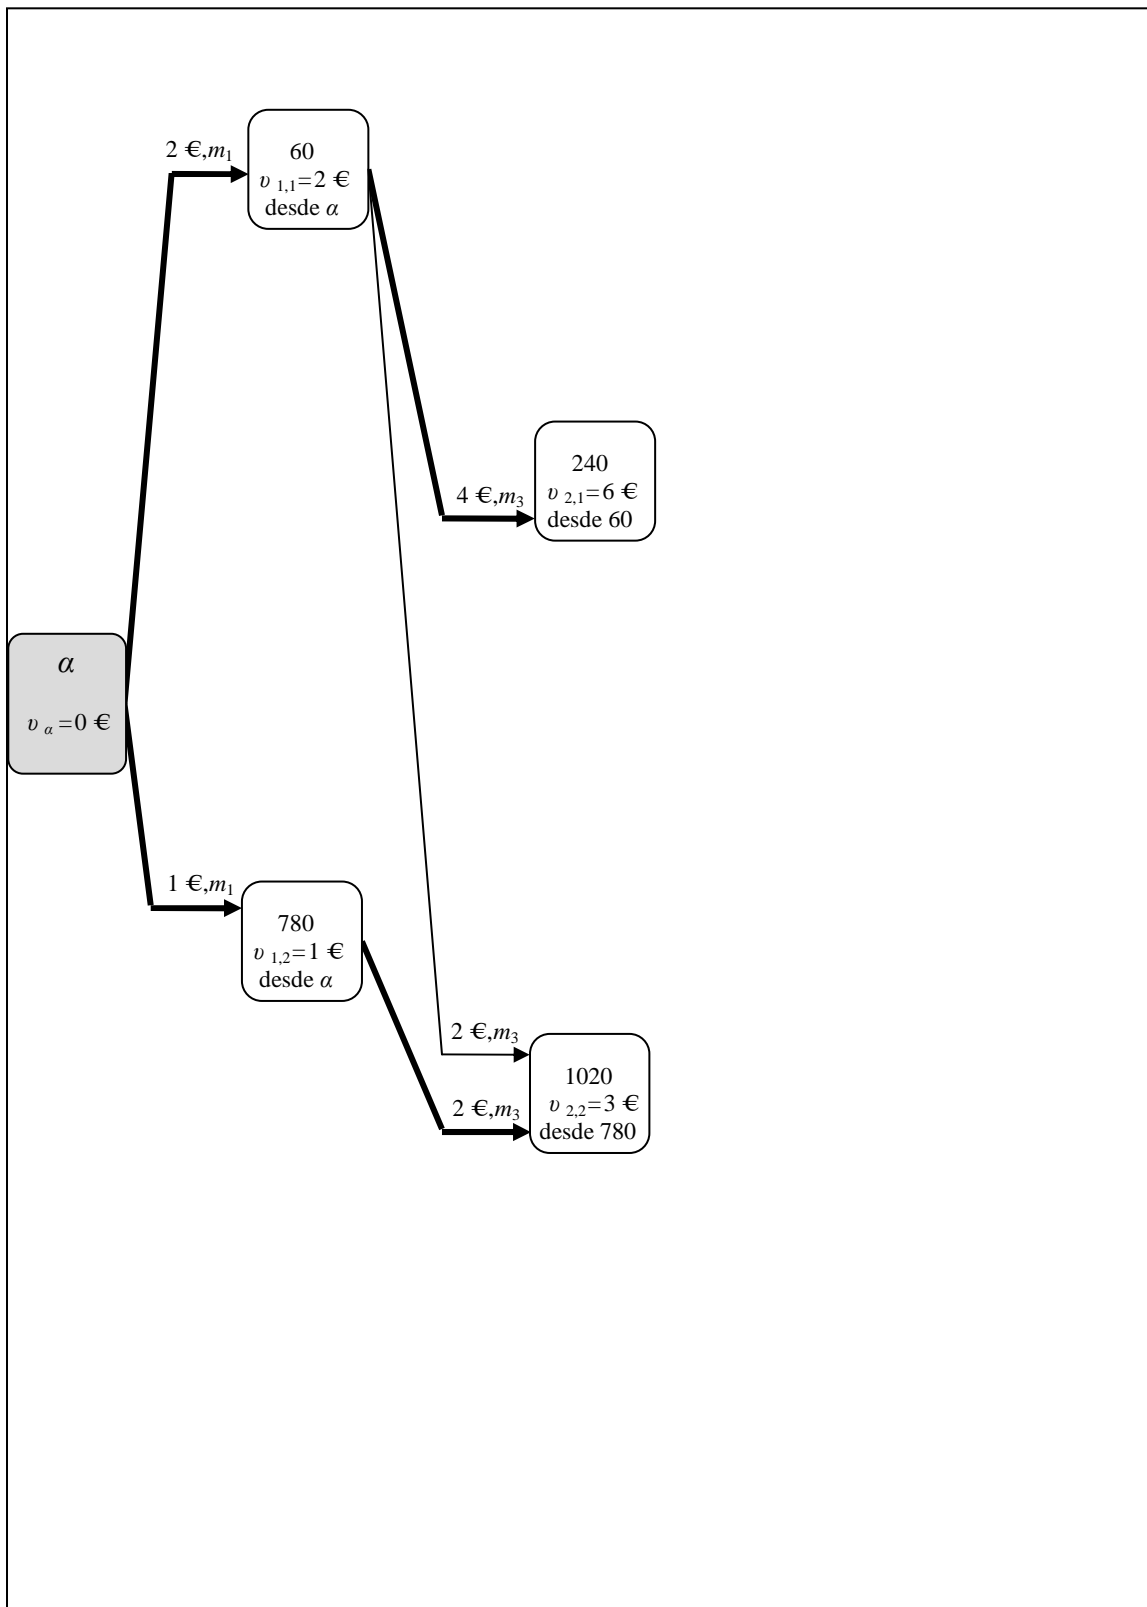 2 €,m1
60
υ 1,1=2 €
desde α
240
4 €,m3
υ 2,1=6 €
desde 60
α
υ α =0 €
1 €,m1
780
υ 1,2=1 €
desde α
2 €,m3
1020
2 €,m3
υ 2,2=3 €
desde 780